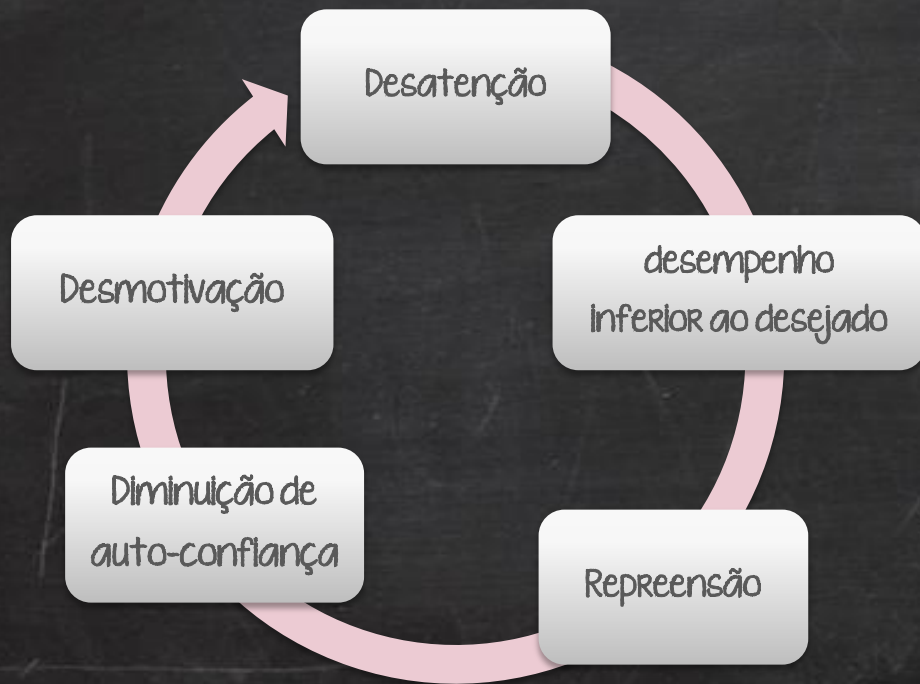 Desatenção
desempenho
inferior ao desejado
Repreensão
Diminuição de
auto-confiança
Desmotivação